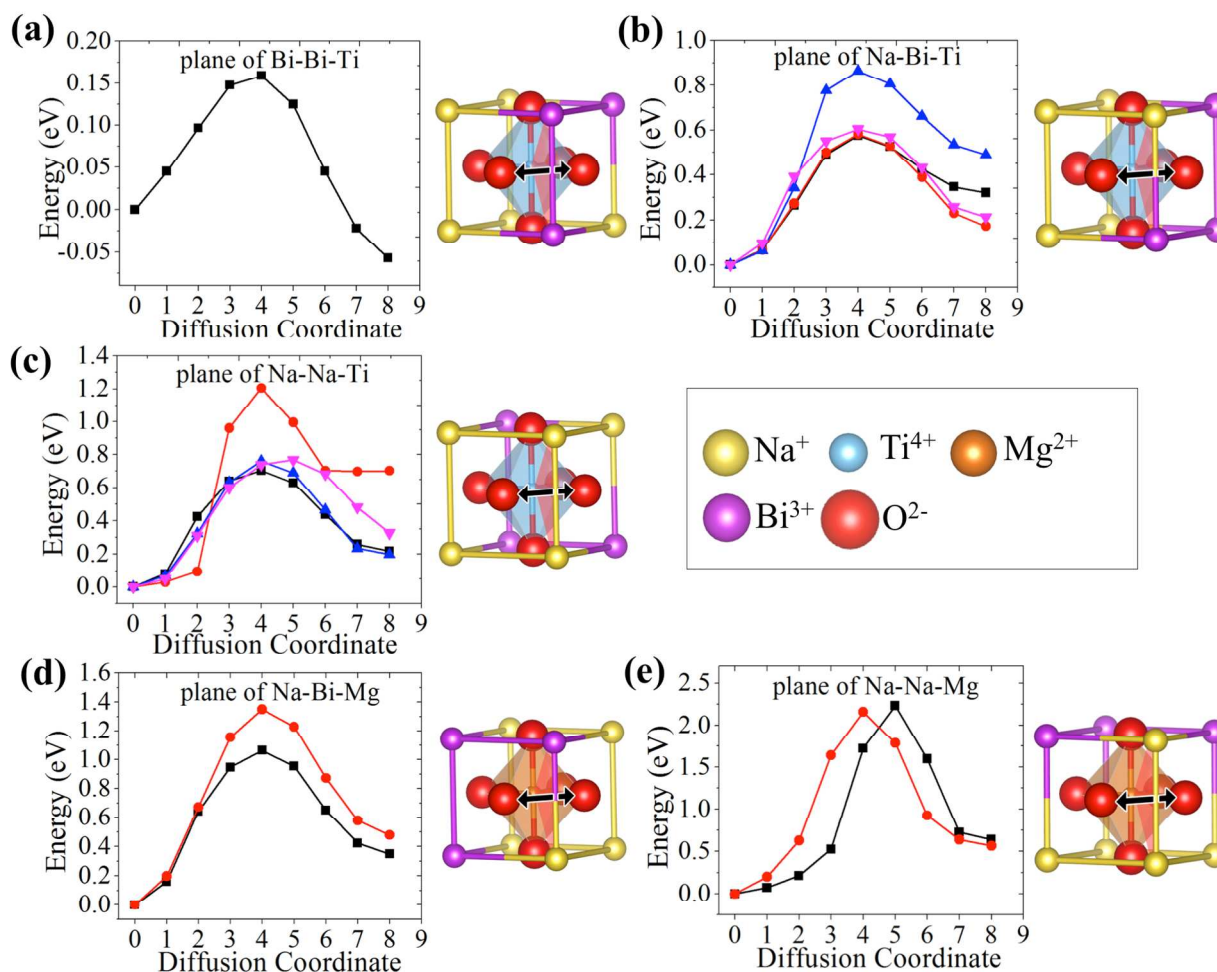 (a)
0.20
0.15
0.10
0.05
0.00
-0.05
Energy (eV)
plane of Bi-Bi-Ti
0 1 2 3 4 5 6 7 8 9
Diffusion Coordinate
(b)
1.0
0.8
0.6
0.4
0.2
0.0
Energy (eV)
plane of Na-Bi-Ti
0 1 2 3 4 5 6 7 8 9
Diffusion Coordinate
(c)
1.4
1.2
1.0
0.8
0.6
0.4
0.2
0.0
Energy (eV)
plane of Na-Na-Ti
0 1 2 3 4 5 6 7 8 9
Diffusion Coordinate
Na⁺ Ti⁴⁺ Mg²⁺
Bi³⁺ O²⁻
(d)
1.6
1.4
1.2
1.0
0.8
0.6
0.4
0.2
0.0
Energy (eV)
plane of Na-Bi-Mg
0 1 2 3 4 5 6 7 8 9
Diffusion Coordinate
(e)
2.5
2.0
1.5
1.0
0.5
0.0
Energy (eV)
plane of Na-Na-Mg
0 1 2 3 4 5 6 7 8 9
Diffusion Coordinate